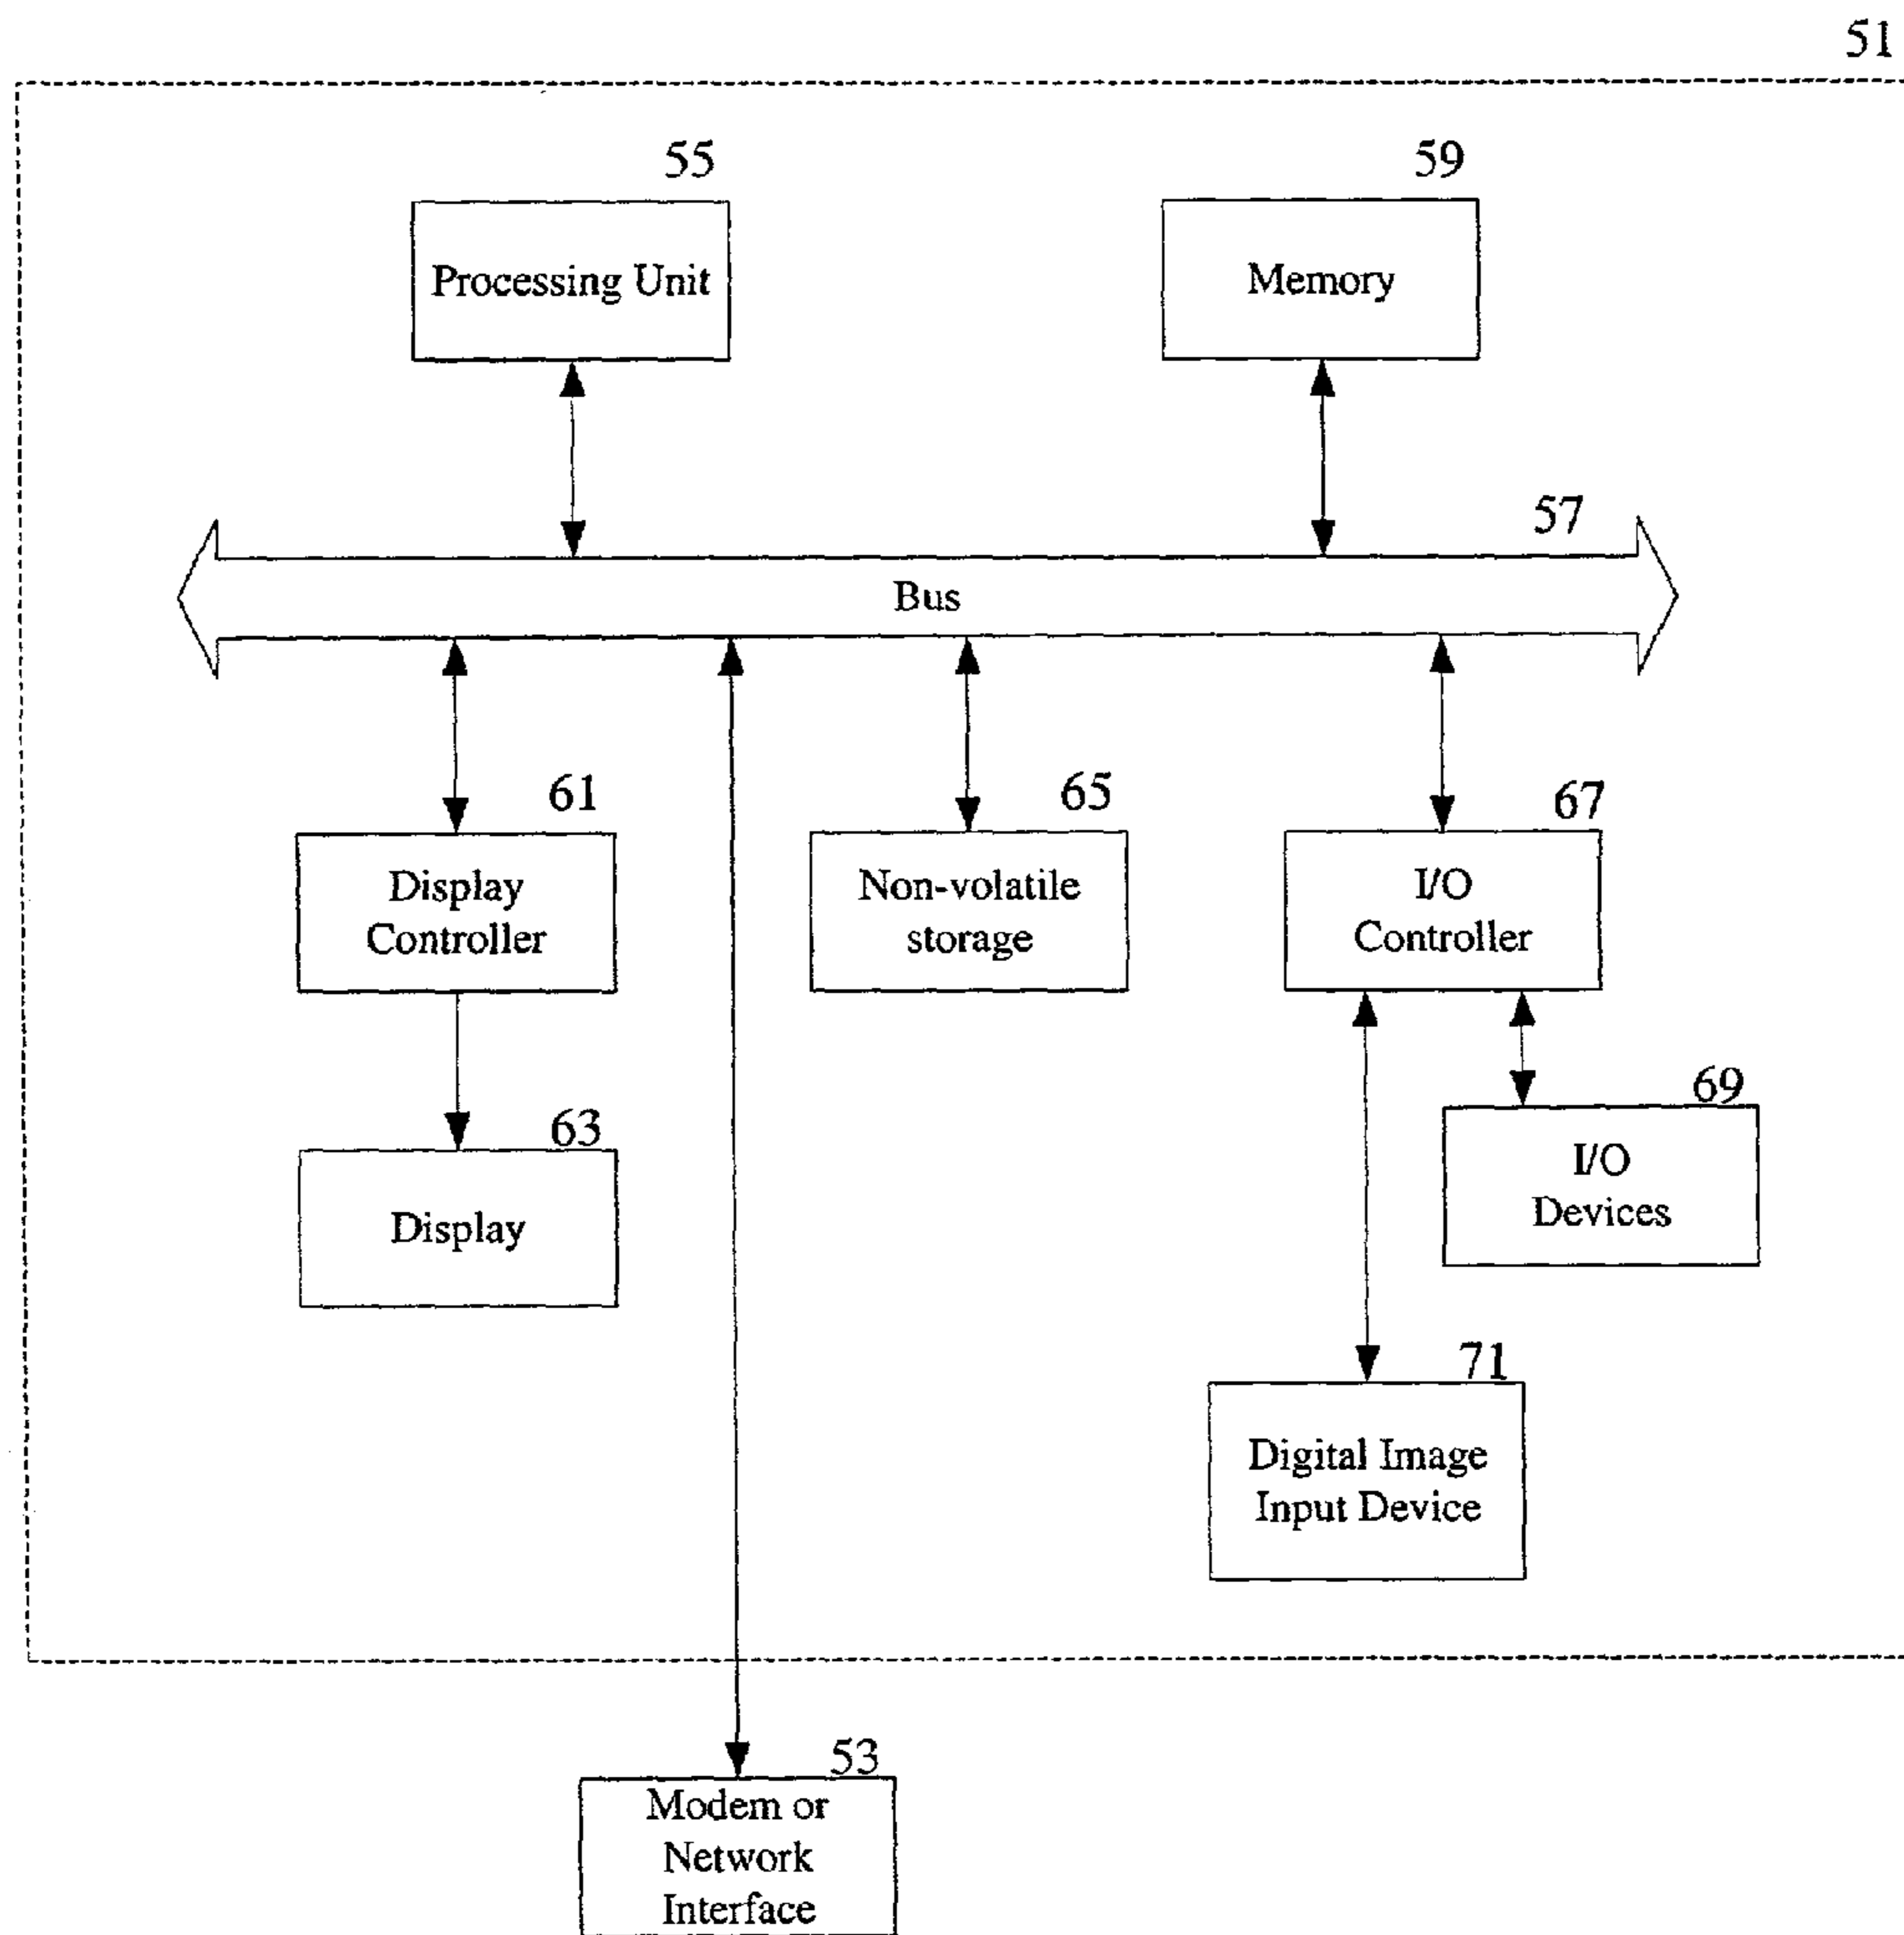 51
55
59
Processing Unit
Memory
57
Bus
61
65
67
Display
Controller
Non-volatile
storage
I/O
Controller
63
69
Display
I/O
Devices
71
Digital Image
Input Device
53
Modem or
Network
Interface